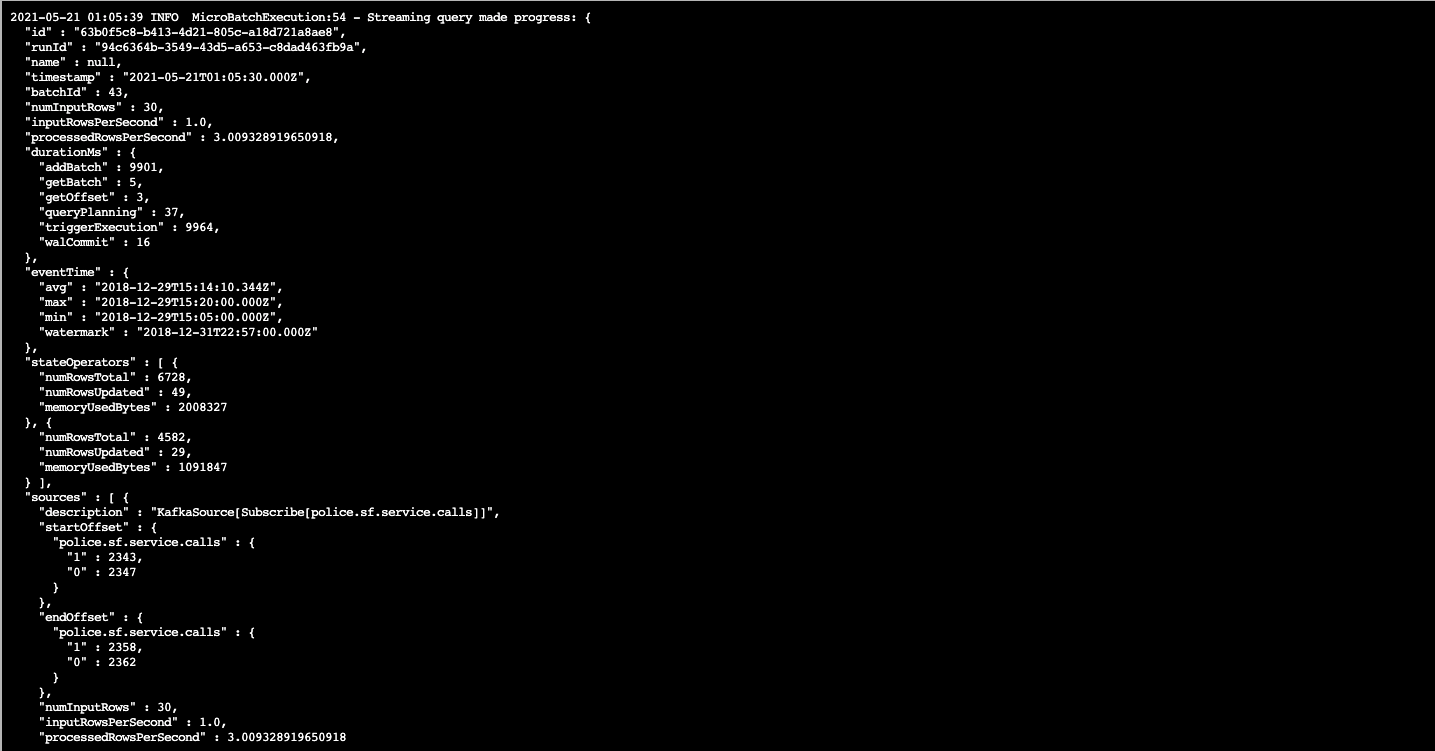 2021-05-21 01:05:39 INFO  MicroBatchExecution:54 - Streaming query made progress: {
  "id" : "63b0f5c8-b413-4d21-805c-a18d721a8ae8",
  "runId" : "94c6364b-3549-43d5-a653-c8dad463fb9a",
  "name" : null,
  "timestamp" : "2021-05-21T01:05:30.000Z",
  "batchId" : 43,
  "numInputRows" : 30,
  "inputRowsPerSecond" : 1.0,
  "processedRowsPerSecond" : 3.009328919650918,
  "durationMs" : {
    "addBatch" : 9901,
    "getBatch" : 5,
    "getOffset" : 3,
    "queryPlanning" : 37,
    "triggerExecution" : 9964,
    "walCommit" : 16
  },
  "eventTime" : {
    "avg" : "2018-12-29T15:14:10.344Z",
    "max" : "2018-12-29T15:20:00.000Z",
    "min" : "2018-12-29T15:05:00.000Z",
    "watermark" : "2018-12-31T22:57:00.000Z"
  },
  "stateOperators" : [ {
    "numRowsTotal" : 6728,
    "numRowsUpdated" : 49,
    "memoryUsedBytes" : 2008327
  }, {
    "numRowsTotal" : 4582,
    "numRowsUpdated" : 29,
    "memoryUsedBytes" : 1091847
  } ],
  "sources" : [ {
    "description" : "KafkaSource[Subscribe[police.sf.service.calls]]",
    "startOffset" : {
      "police.sf.service.calls" : {
        "1" : 2343,
        "0" : 2347
      }
    },
    "endOffset" : {
      "police.sf.service.calls" : {
        "1" : 2358,
        "0" : 2362
      }
    },
    "numInputRows" : 30,
    "inputRowsPerSecond" : 1.0,
    "processedRowsPerSecond" : 3.009328919650918